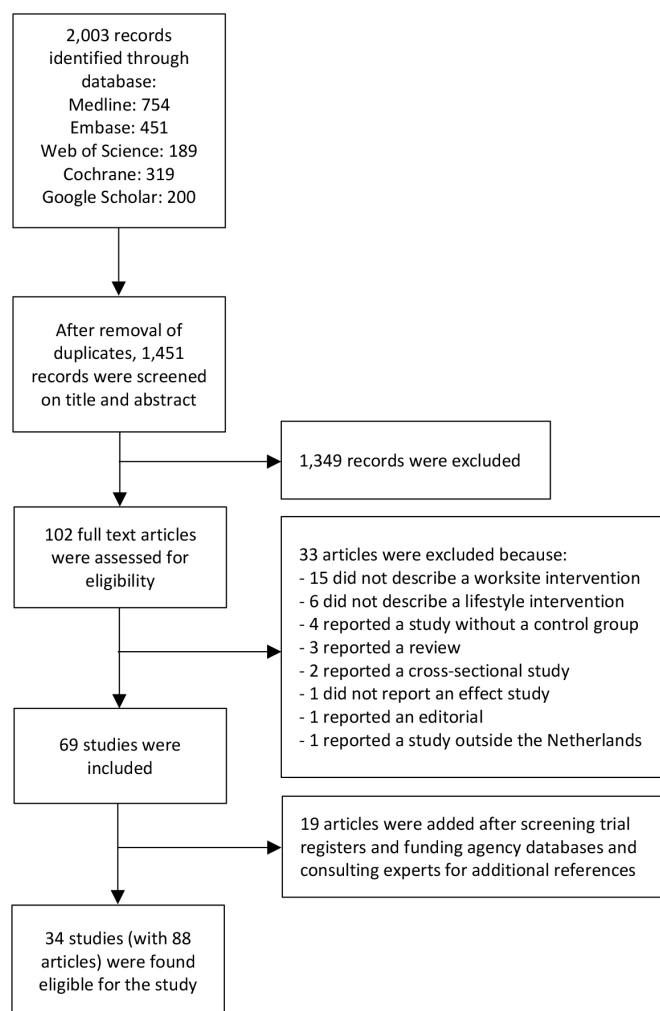 2,003 records
identified through
database:
Medline: 754
Embase: 451
Web of Science: 189
Cochrane: 319
Google Scholar: 200
After removal of
duplicates, 1,451
records were screened
on title and abstract
1,349 records were excluded
102 full text articles
were assessed for
eligibility
33 articles were excluded because:
- 15 did not describe a worksite intervention
- 6 did not describe a lifestyle intervention
- 4 reported a study without a control group
- 3 reported a review
- 2 reported a cross-sectional study
- 1 did not report an effect study
- 1 reported an editorial
- 1 reported a study outside the Netherlands
69 studies were
included
19 articles were added after screening trial
registers and funding agency databases and
consulting experts for additional references
34 studies (with 88
articles) were found
eligible for the study